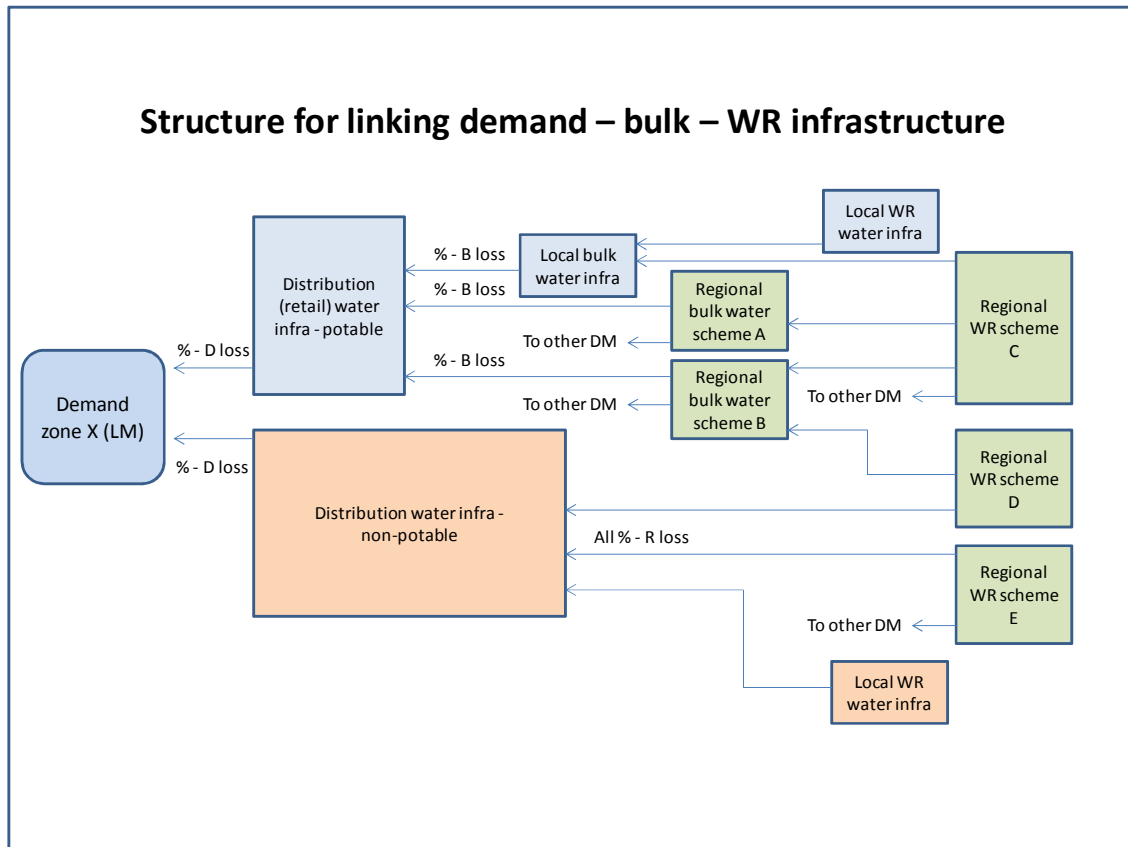 Structure for linking demand – bulk – WR infrastructure
Local WR
water infra
% - B loss
Local bulk
water infra
Distribution
(retail) water
infra - potable
% - B loss
Regional
bulk water
scheme A
Regional
WR scheme
C
To other DM
% - D loss
% - B loss
Regional
bulk water
scheme B
To other DM
To other DM
Demand
zone X (LM)
% - D loss
Distribution water infra -
non-potable
Regional
WR scheme
D
All % - R loss
Regional
WR scheme
E
To other DM
Local WR
water infra